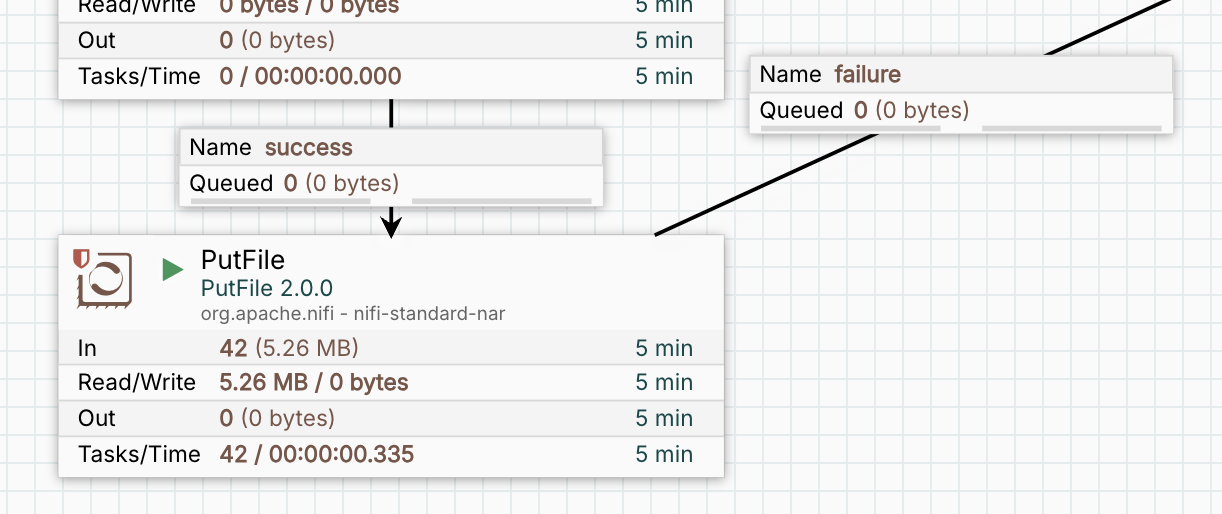 Read/Write 0 bytes / 0 bytes 5 min
Out 0 (0 bytes) 5 min
Tasks/Time 0 / 00:00:00.000 5 min
Name failure
Queued 0 (0 bytes)
Name success
Queued 0 (0 bytes)
PutFile
PutFile 2.0.0
org.apache.nifi - nifi-standard-nar
In 42 (5.26 MB) 5 min
Read/Write 5.26 MB / 0 bytes 5 min
Out 0 (0 bytes) 5 min
Tasks/Time 42 / 00:00:00.335 5 min